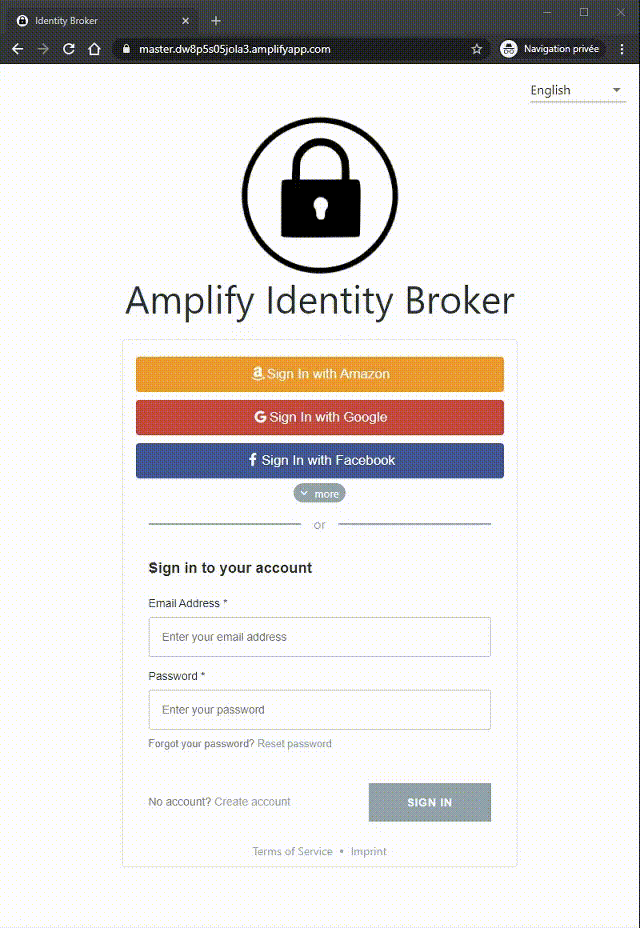 Identity Broker
master.dw8p5s05jola3.amplifyapp.com
Navigation privée
English
Amplify Identity Broker
Sign In with Amazon
Sign In with Google
Sign In with Facebook
more
or
Sign in to your account
Email Address *
Enter your email address
Password *
Enter your password
Forgot your password? Reset password
No account? Create account
SIGN IN
Terms of Service • Imprint